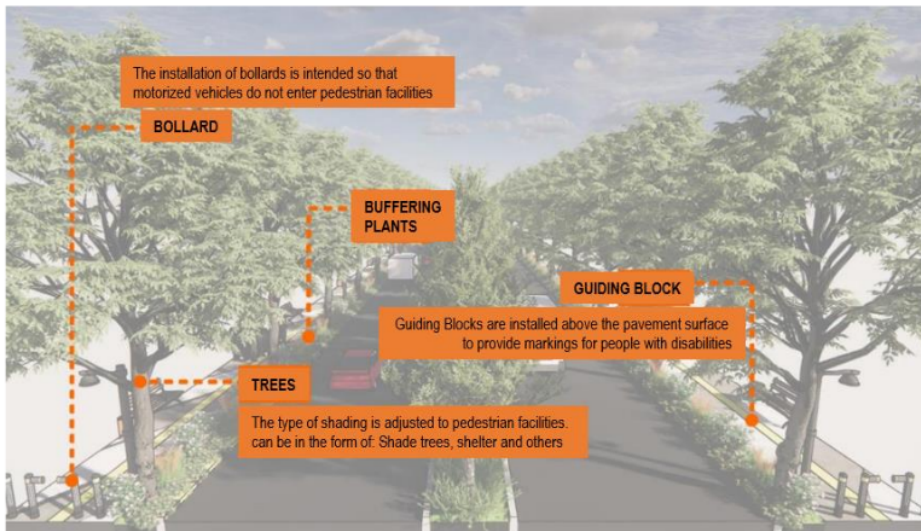 The installation of bollards is intended so that
motorized vehicles do not enter pedestrian facilities
BOLLARD
BUFFERING
PLANTS
GUIDING BLOCK
Guiding Blocks are installed above the pavement surface
to provide markings for people with disabilities
TREES
The type of shading is adjusted to pedestrian facilities.
can be in the form of: Shade trees, shelter and others